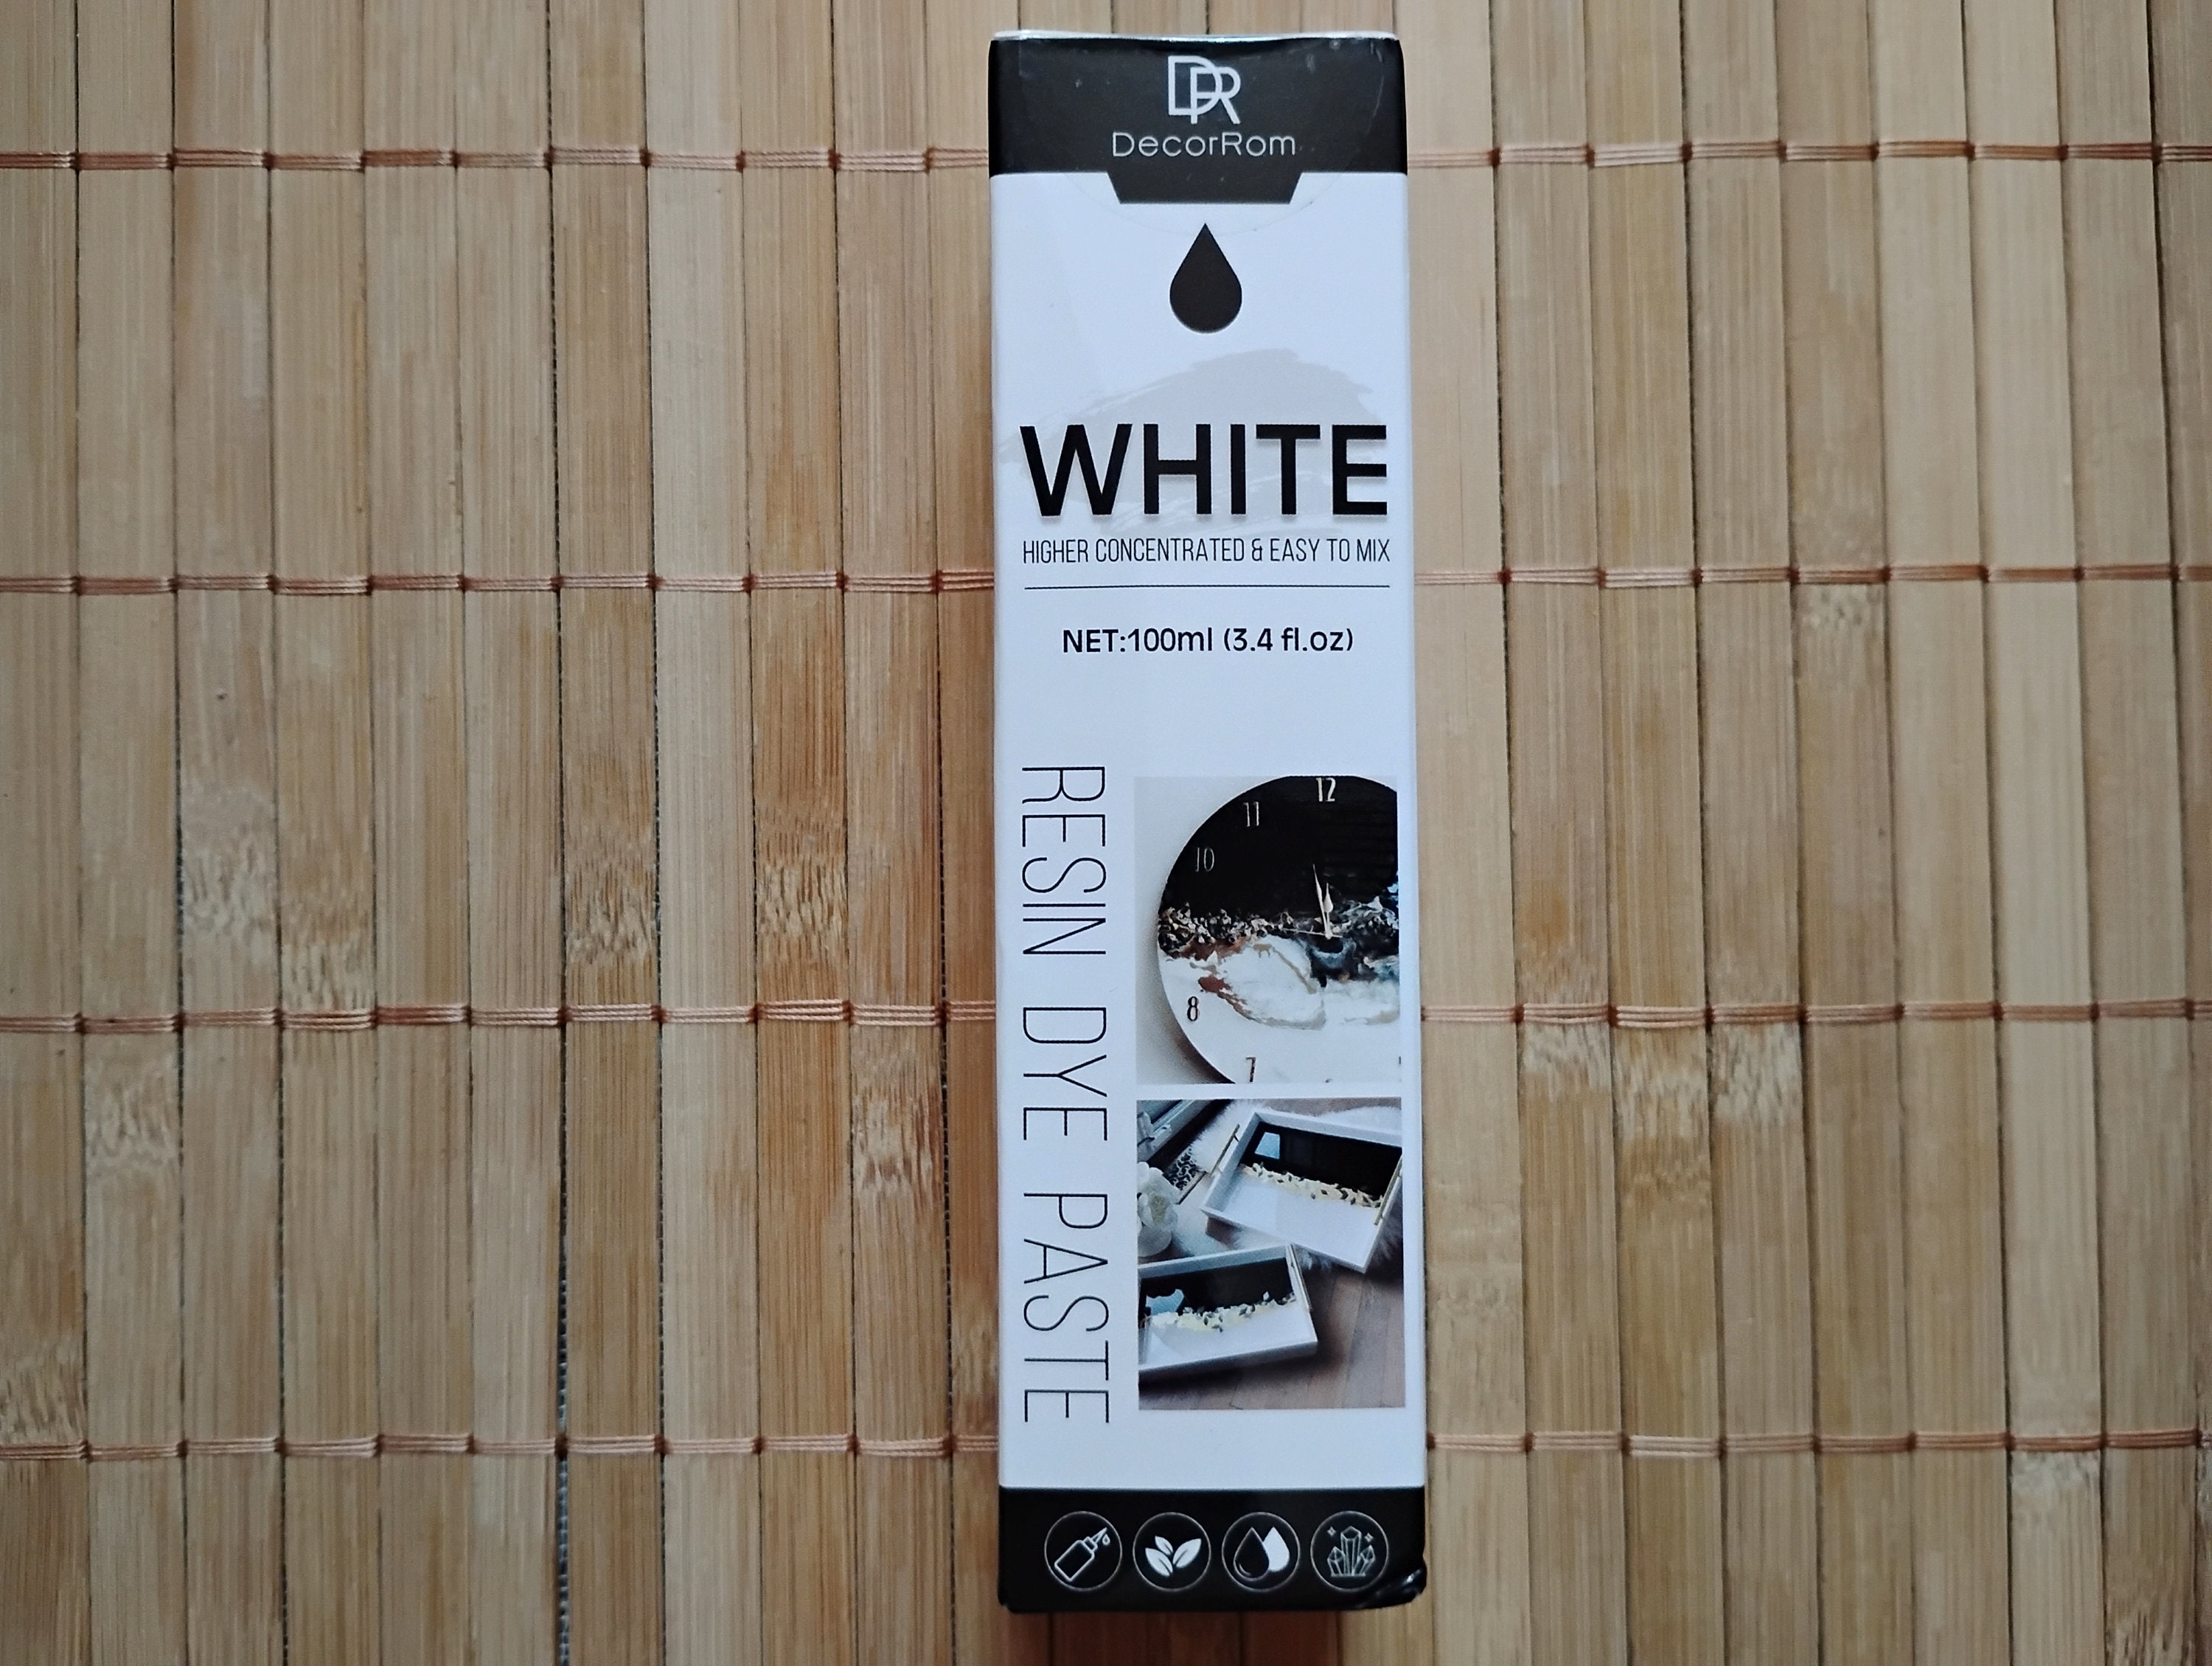 DR
DecorRom
WHITE
HIGHER CONCENTRATED & EASY TO MIX
NET:100ml (3.4 fl.oz)
RESIN DYE PASTE
12
11
10
8
7